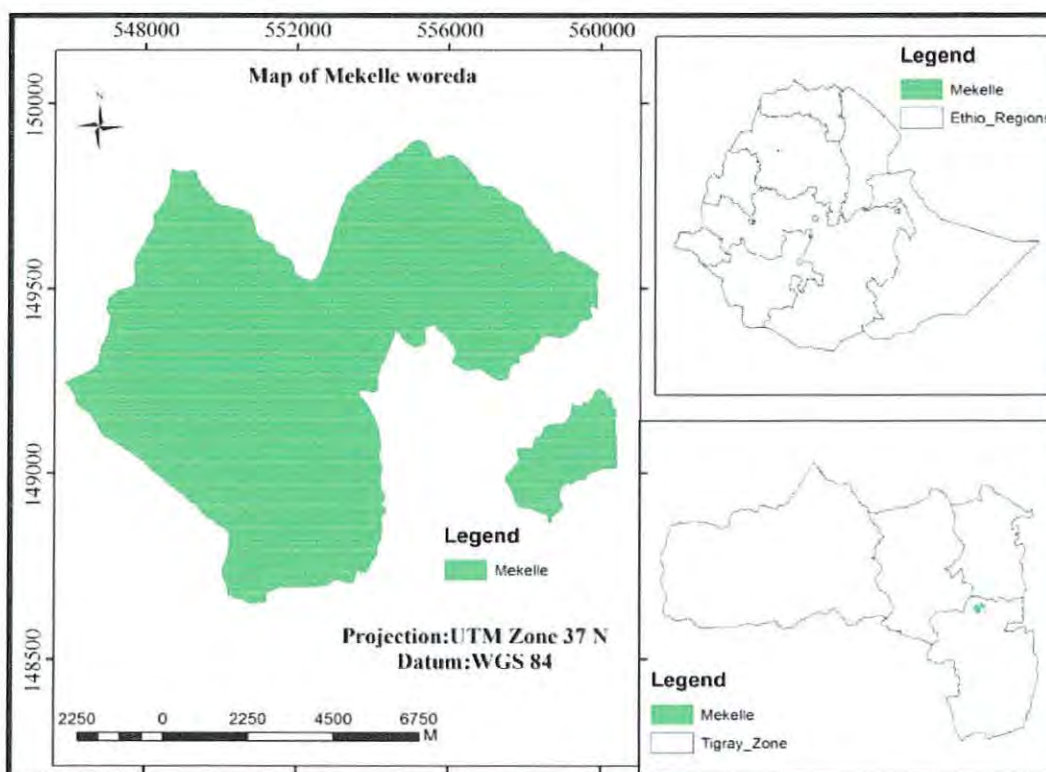 548000 552000 556000 560000
Map of Mekelle woreda
150000
149500
149000
148500
Legend
Mekelle
Projection:UTM Zone 37 N
Datum:WGS 84
2250 0 2250 4500 6750
M
Legend
Mekelle
Ethio_Regions
Legend
Mekelle
Tigray_Zone